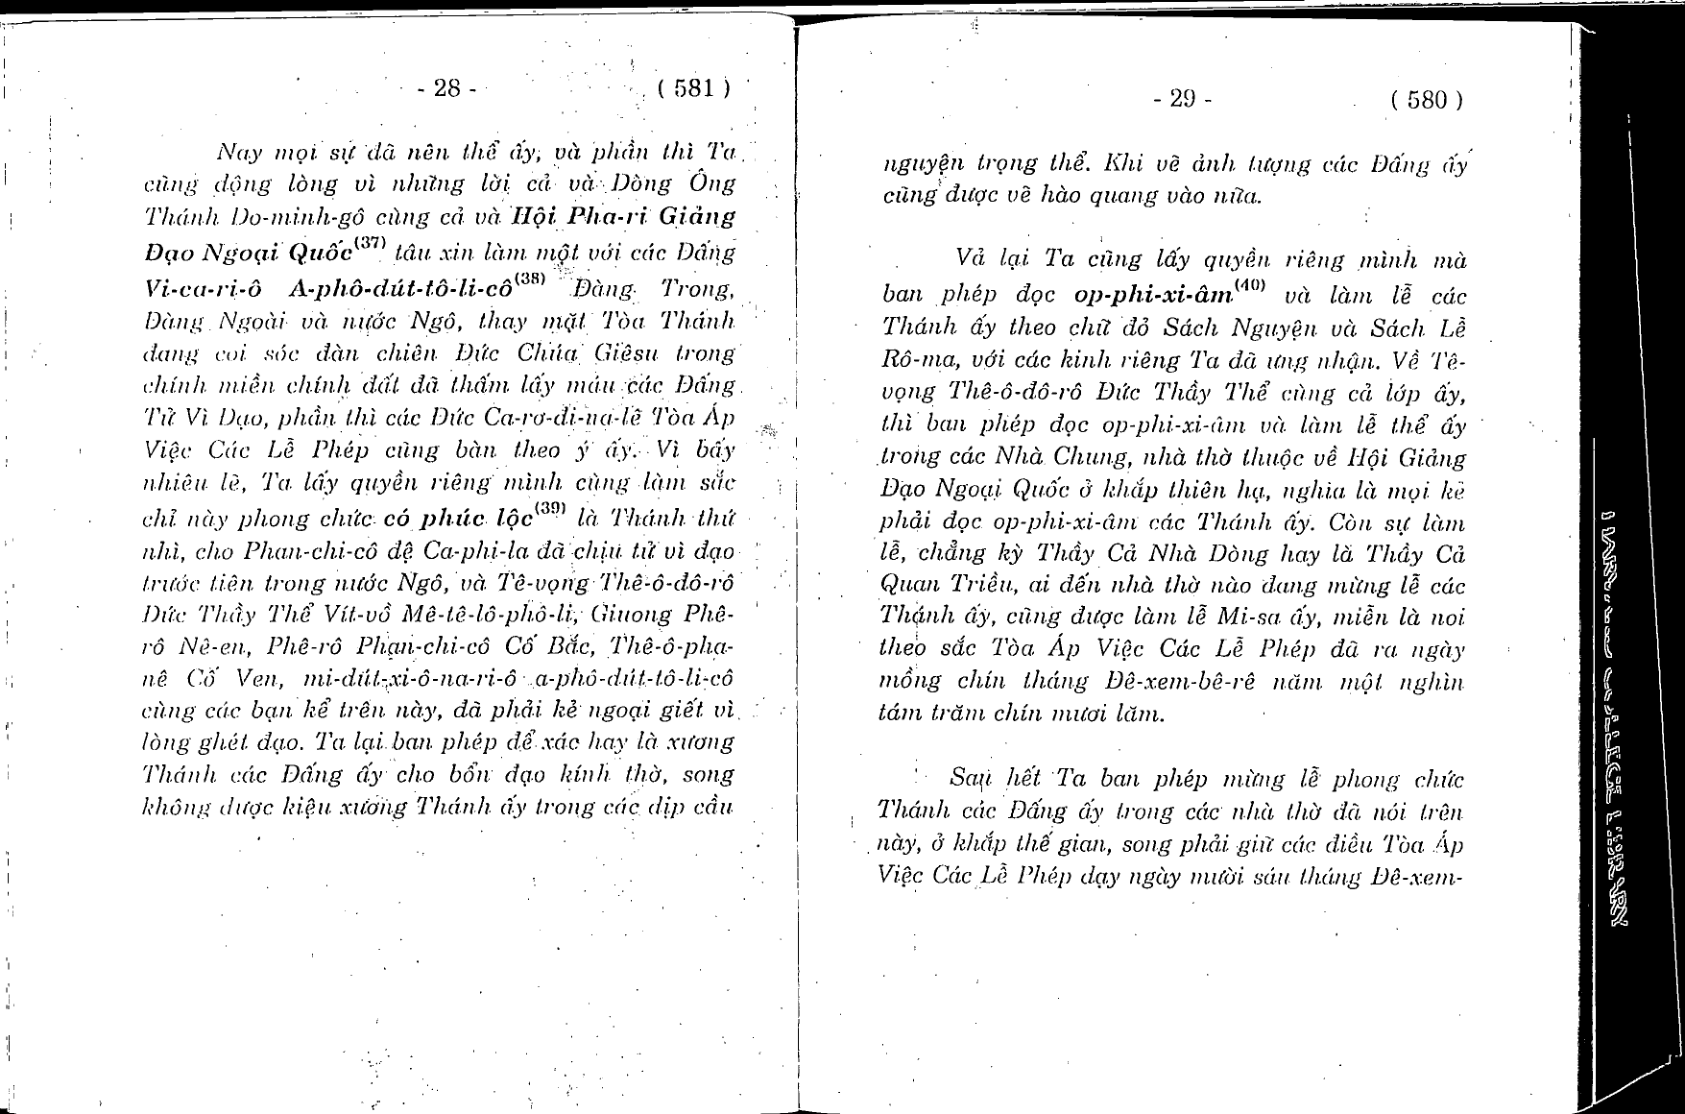 - 28 - ( 581 )
Nay mọi sự đã nên thể ấy, và phần thì Ta
cũng động lòng vì những lời cả và Dòng Ông
Thánh Do-minh-gô cùng cả và Hội Pha-ri Giảng
Đạo Ngoại Quốc(37) tâu xin làm một với các Đấng
Vi-ca-ri-ô A-phô-dút-tô-li-cô(38) Đàng Trong,
Đàng Ngoài và nước Ngô, thay mặt Tòa Thánh
đang coi sóc đàn chiên Đức Chúa Giêsu trong
chính miền chính đất đã thấm lấy máu các Đấng
Tử Vì Đạo, phần thì các Đức Ca-rơ-đi-na-lê Tòa Áp
Việc Các Lễ Phép cũng bàn theo ý ấy. Vì bấy
nhiêu lẽ, Ta lấy quyền riêng mình cùng làm sắc
chỉ này phong chức có phúc lộc(39) là Thánh thứ
nhì, cho Phan-chi-cô đệ Ca-phi-la đã chịu tử vì đạo
trước tiên trong nước Ngô, và Tê-vọng Thê-ô-đô-rô
Đức Thầy Thể Vít-vồ Mê-tê-lô-phô-li, Giuong Phê-
rô Nê-en, Phê-rô Phan-chi-cô Cố Bắc, Thê-ô-pha-
nê Cố Ven, mi-dút-xi-ô-na-ri-ô a-phô-dút-tô-li-cô
cùng các bạn kể trên này, đã phải kẻ ngoại giết vì
lòng ghét đạo. Ta lại ban phép để xác hay là xương
Thánh các Đấng ấy cho bổn đạo kính thờ, song
không được kiệu xương Thánh ấy trong các dịp cầu
- 29 - ( 580 )
nguyện trọng thể. Khi vẽ ảnh tượng các Đấng ấy
cũng được vẽ hào quang vào nữa.
Vả lại Ta cũng lấy quyền riêng mình mà
ban phép đọc op-phi-xi-âm(40) và làm lễ các
Thánh ấy theo chữ đỏ Sách Nguyện và Sách Lễ
Rô-ma, với các kinh riêng Ta đã ưng nhận. Về Tê-
vọng Thê-ô-đô-rô Đức Thầy Thể cùng cả lớp ấy,
thì ban phép đọc op-phi-xi-âm và làm lễ thể ấy
trong các Nhà Chung, nhà thờ thuộc về Hội Giảng
Đạo Ngoại Quốc ở khắp thiên hạ, nghĩa là mọi kẻ
phải đọc op-phi-xi-âm các Thánh ấy. Còn sự làm
lễ, chẳng kỳ Thầy Cả Nhà Dòng hay là Thầy Cả
Quan Triều, ai đến nhà thờ nào đang mừng lễ các
Thánh ấy, cũng được làm lễ Mi-sa ấy, miễn là noi
theo sắc Tòa Áp Việc Các Lễ Phép đã ra ngày
mồng chín tháng Đê-xem-bê-rê năm một nghìn
tám trăm chín mươi lăm.
Sau hết Ta ban phép mừng lễ phong chức
Thánh các Đấng ấy trong các nhà thờ đã nói trên
này, ở khắp thế gian, song phải giữ các điều Tòa Áp
Việc Các Lễ Phép dạy ngày mười sáu tháng Đê-xem-